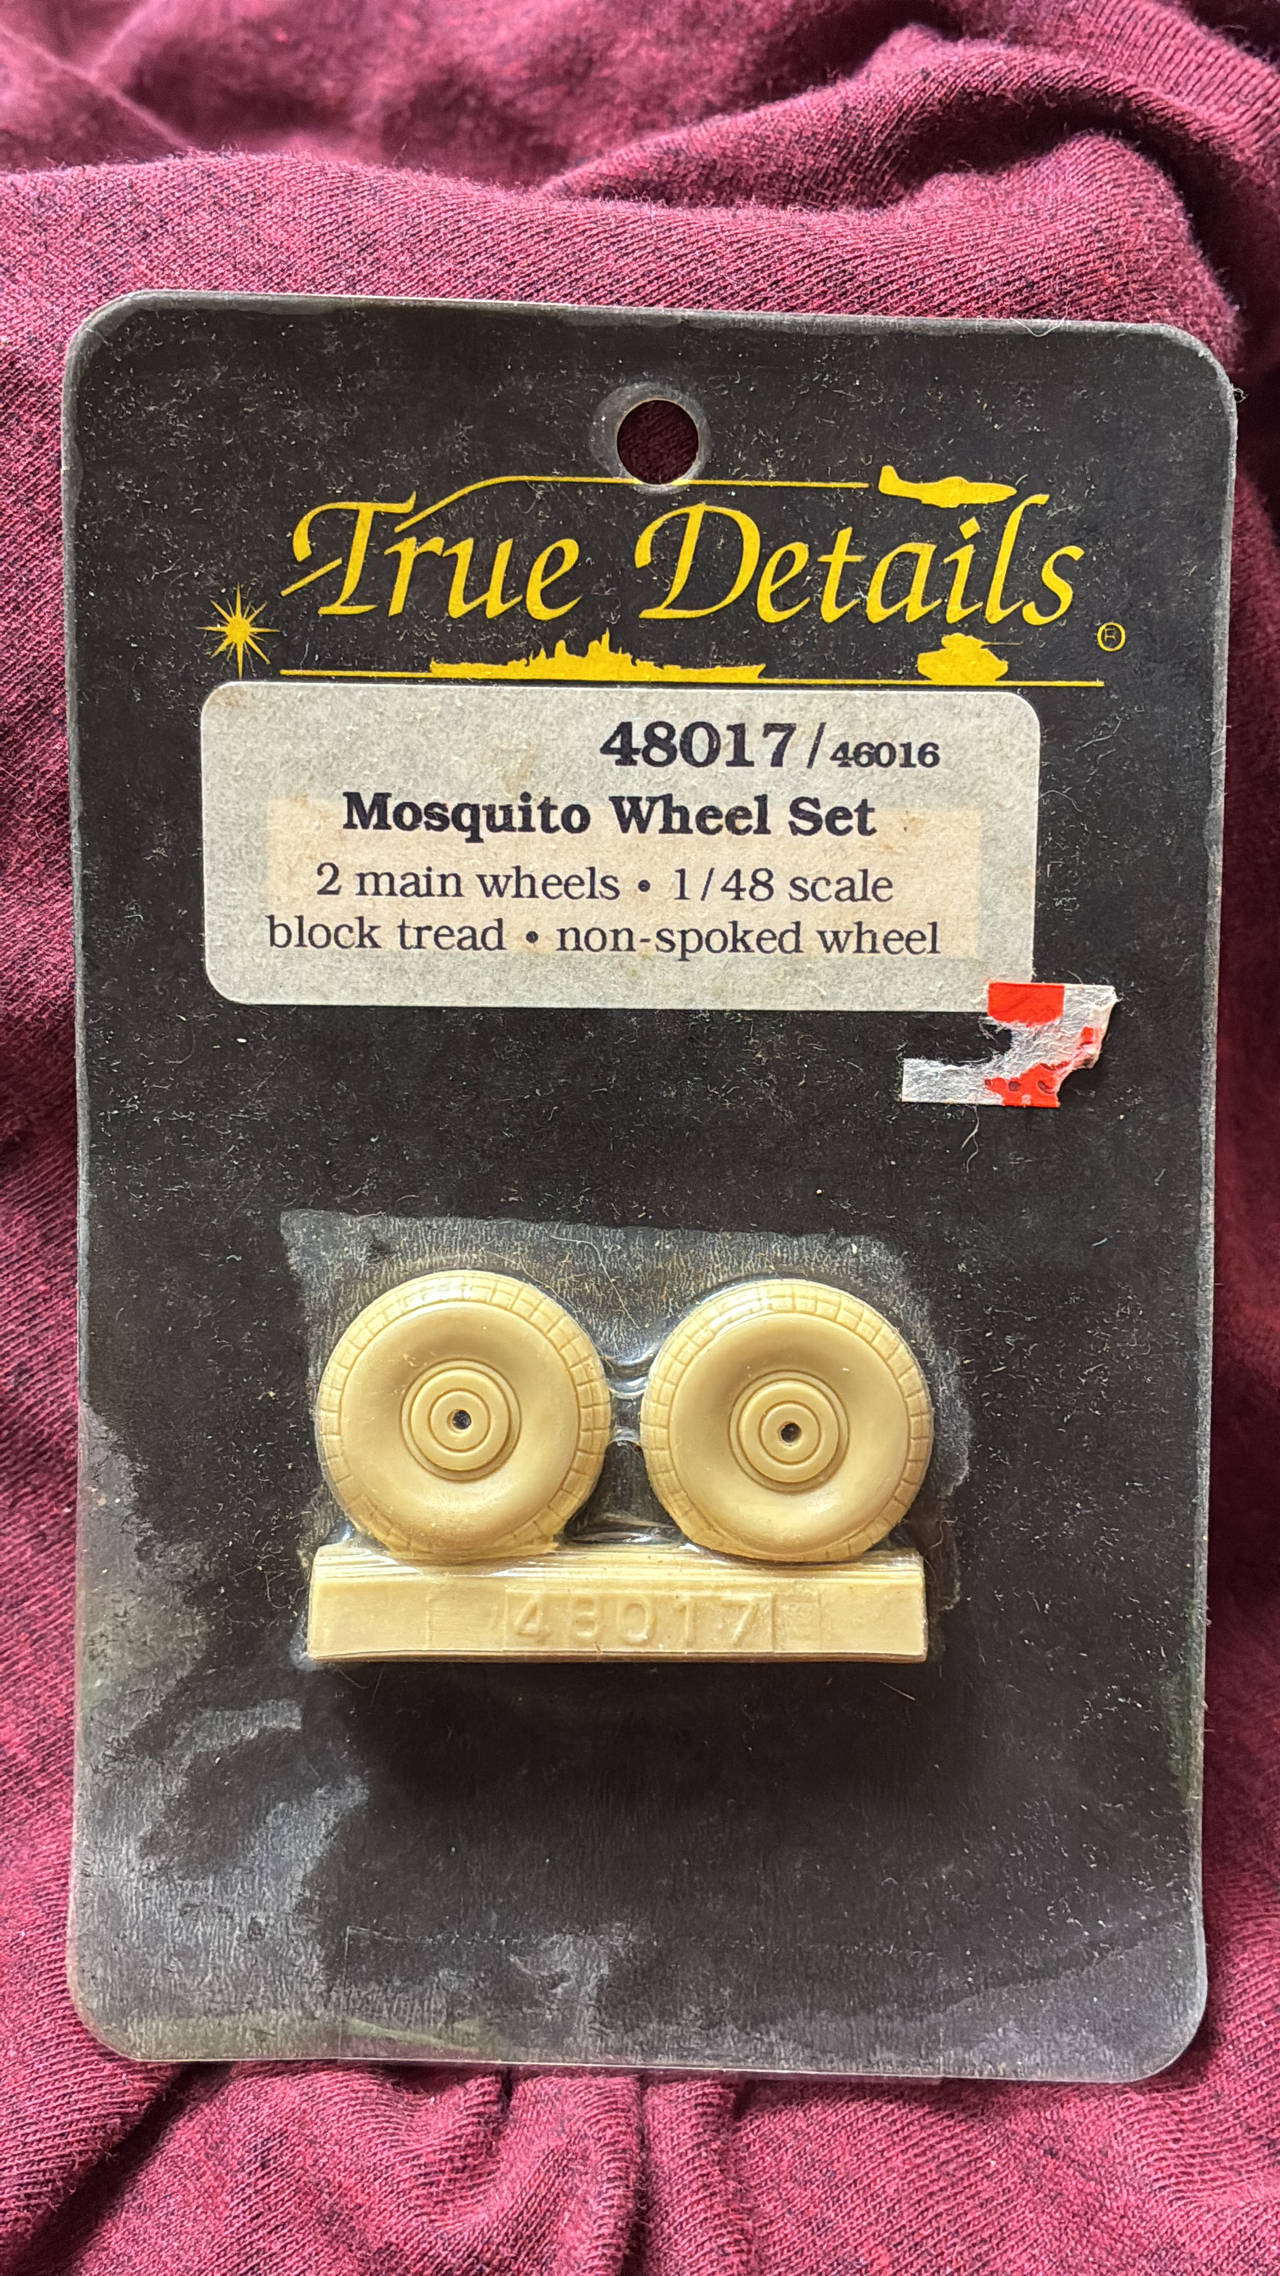 True Details ®
48017/46016
Mosquito Wheel Set
2 main wheels • 1/48 scale
block tread • non-spoked wheel
48017